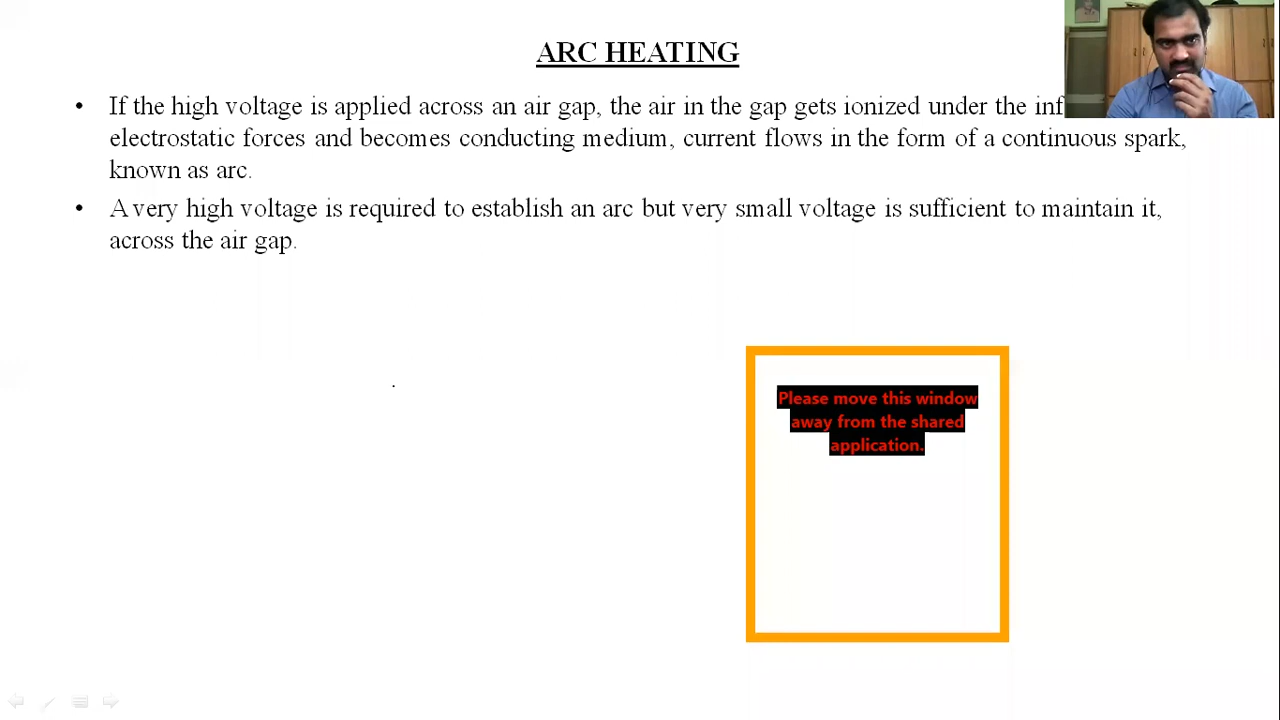 ARC HEATING
• If the high voltage is applied across an air gap, the air in the gap gets ionized under the
electrostatic forces and becomes conducting medium, current flows in the form of a continuous spark,
known as arc.
• A very high voltage is required to establish an arc but very small voltage is sufficient to maintain it,
across the air gap.
Please move this window
away from the shared
application.